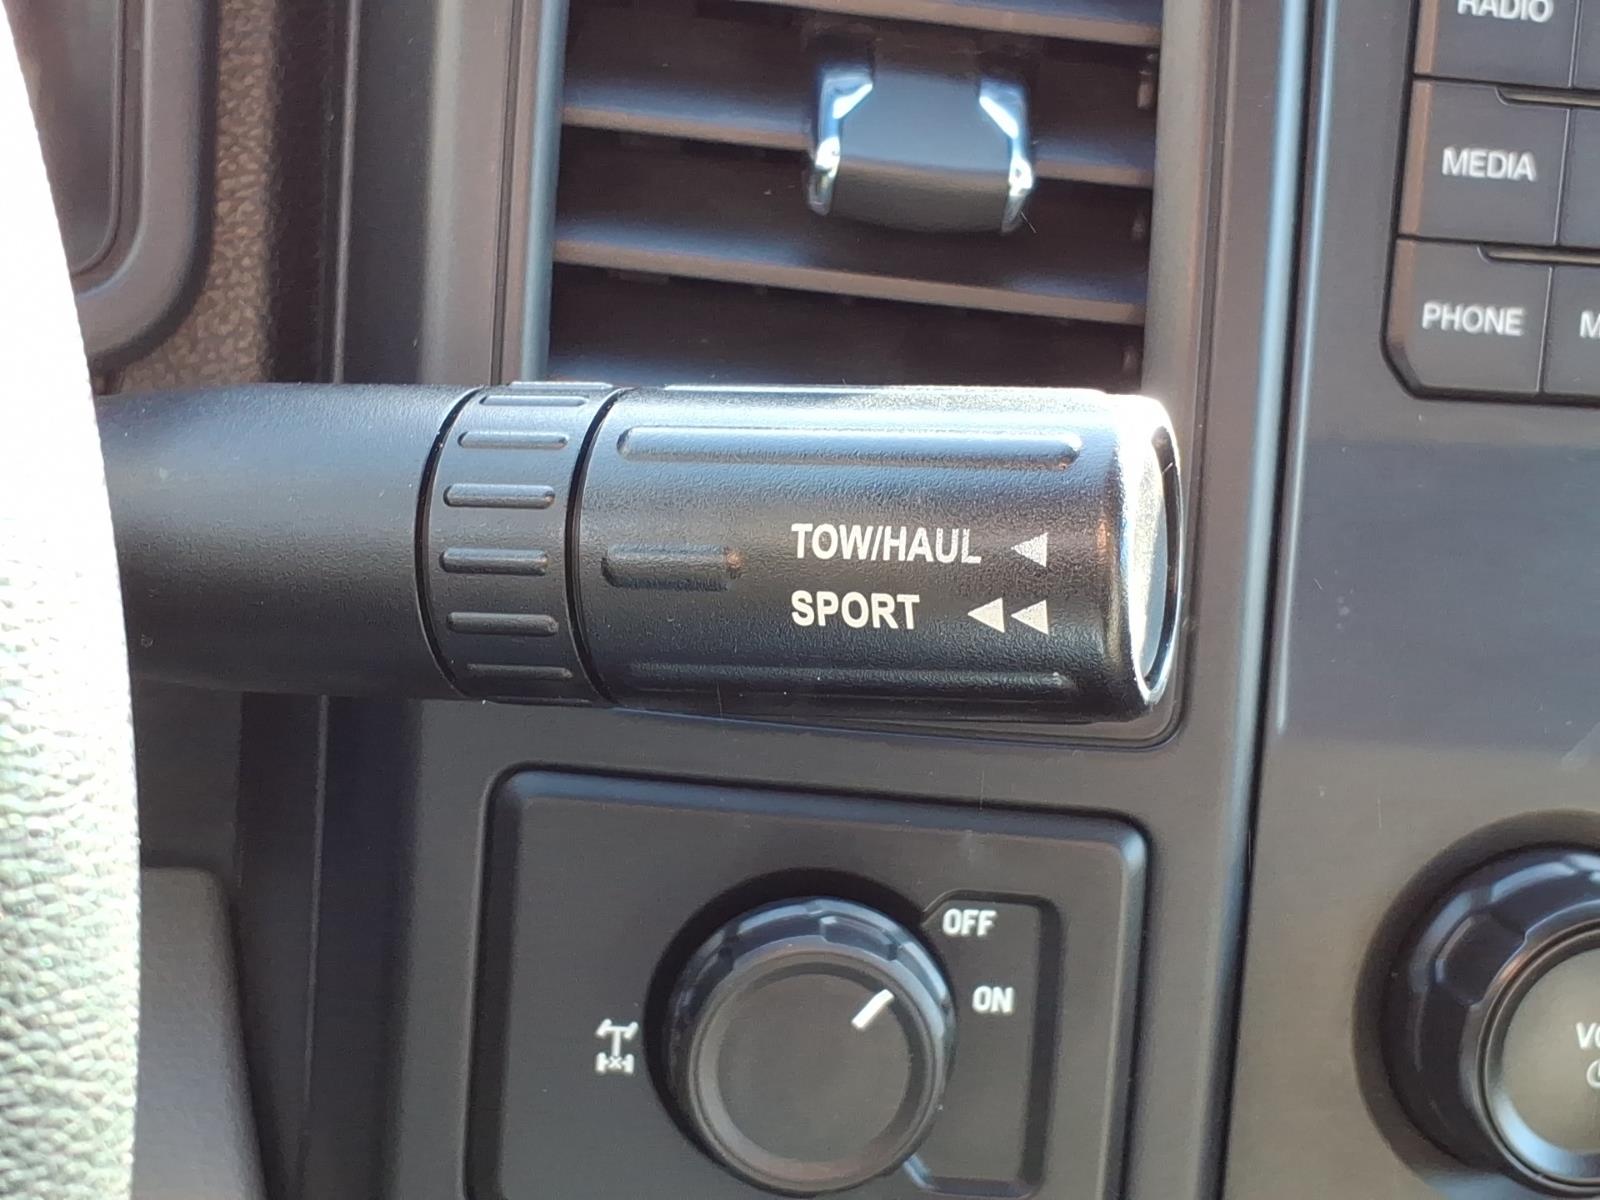 RADIO
MEDIA
PHONE
TOW/HAUL
SPORT
OFF
ON